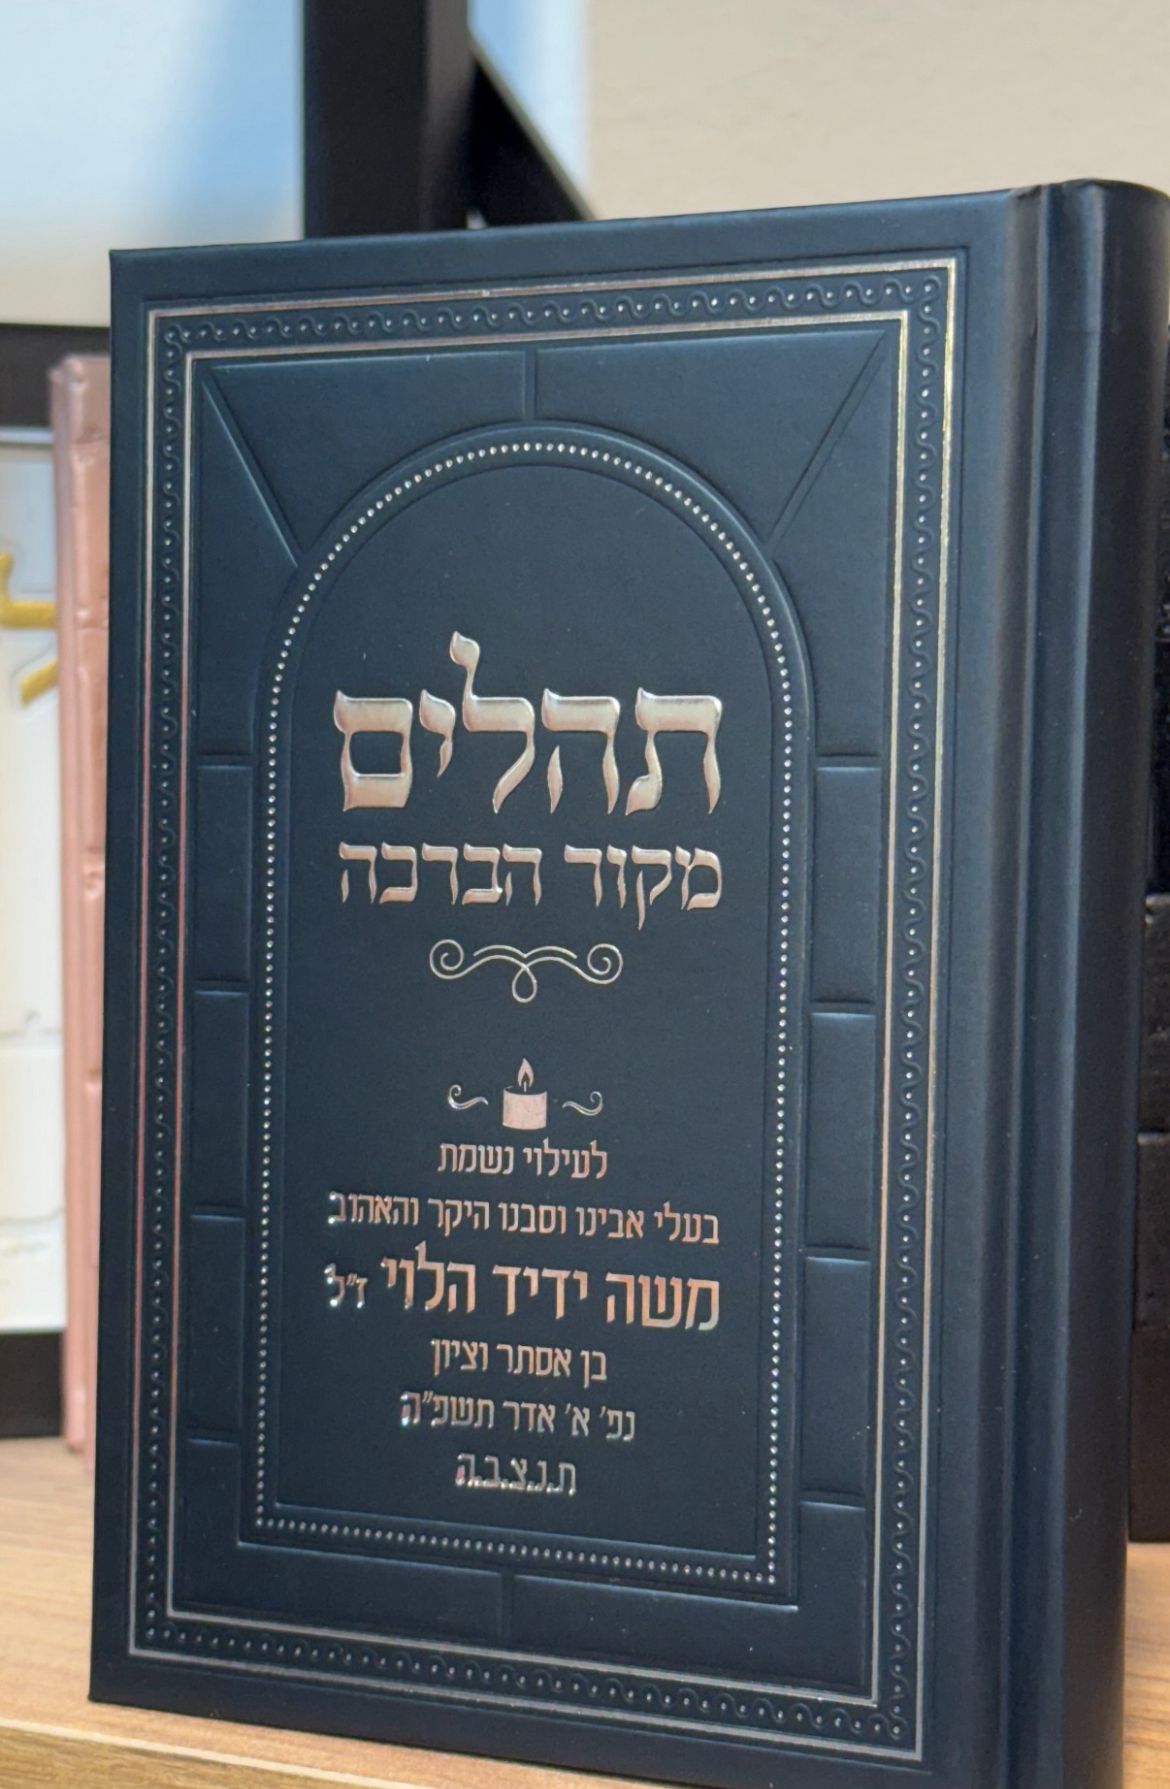 תהלים
מקור הברכה
לעילוי נשמת
בעלי אבינו וסבנו היקר והאהוב
משה ידיד הלוי ז"ל
בן אסתר וציון
נפ' א' אדר תשפ"ה
ת.נ.צ.ב.ה